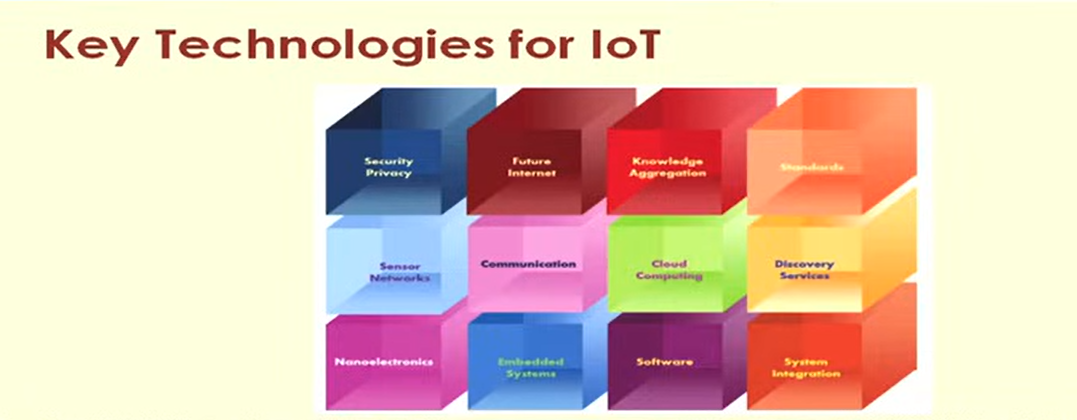 Key Technologies for IoT
Security
Privacy
Future
Internet
Knowledge
Aggregation
Standards
Sensor
Networks
Communication
Cloud
Computing
Discovery
Services
Nanoelectronics
Embedded
Systems
Software
System
Integration